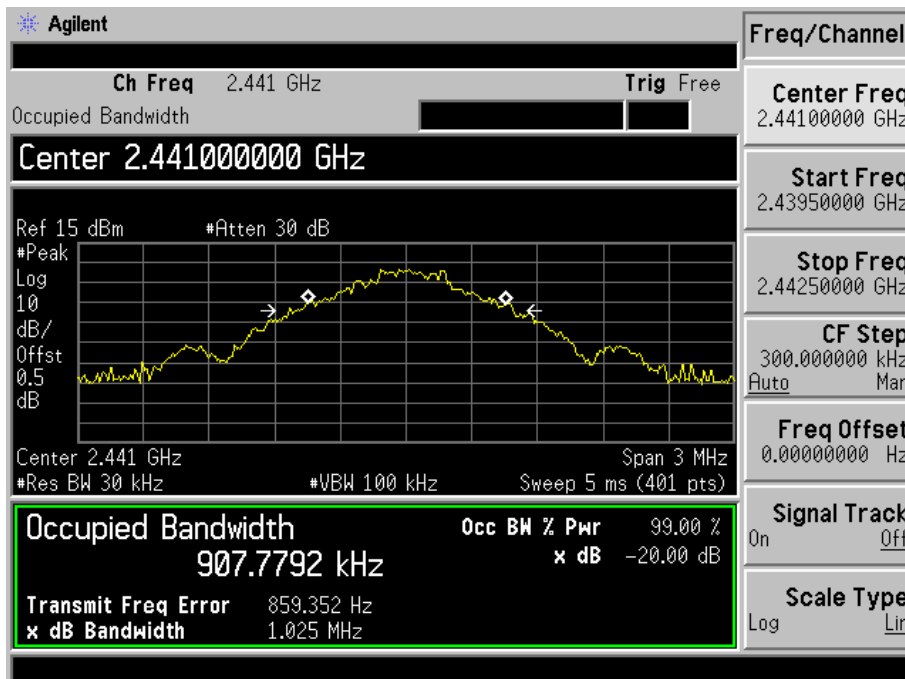 Agilent
Freq/Channel
Ch Freq 2.441 GHz Trig Free
Occupied Bandwidth
Center 2.441000000 GHz
Ref 15 dBm #Atten 30 dB
#Peak
Log
10
dB/
Offst
0.5
dB
Center 2.441 GHz Span 3 MHz
#Res BW 30 kHz #VBW 100 kHz Sweep 5 ms (401 pts)
Occupied Bandwidth
907.7792 kHz
Occ BW % Pwr 99.00 %
x dB -20.00 dB
Transmit Freq Error 859.352 Hz
x dB Bandwidth 1.025 MHz
Center Freq
2.44100000 GHz
Start Freq
2.43950000 GHz
Stop Freq
2.44250000 GHz
CF Step
300.000000 kHz
Auto Man
Freq Offset
0.00000000 Hz
Signal Track
On Off
Scale Type
Log Lin